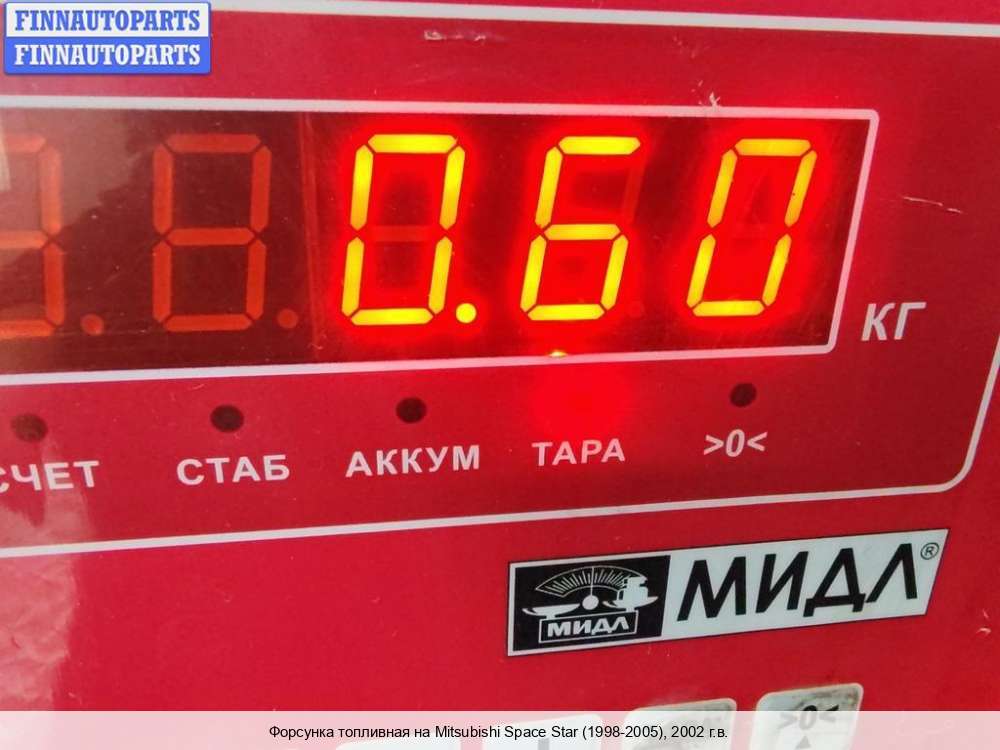 FINNAUTOPARTS
FINNAUTOPARTS
0.60
КГ
СЧЕТ СТАБ АККУМ ТАРА >0<
МИДЛ МИДЛ®
>0<
Форсунка топливная на Mitsubishi Space Star (1998-2005), 2002 г.в.